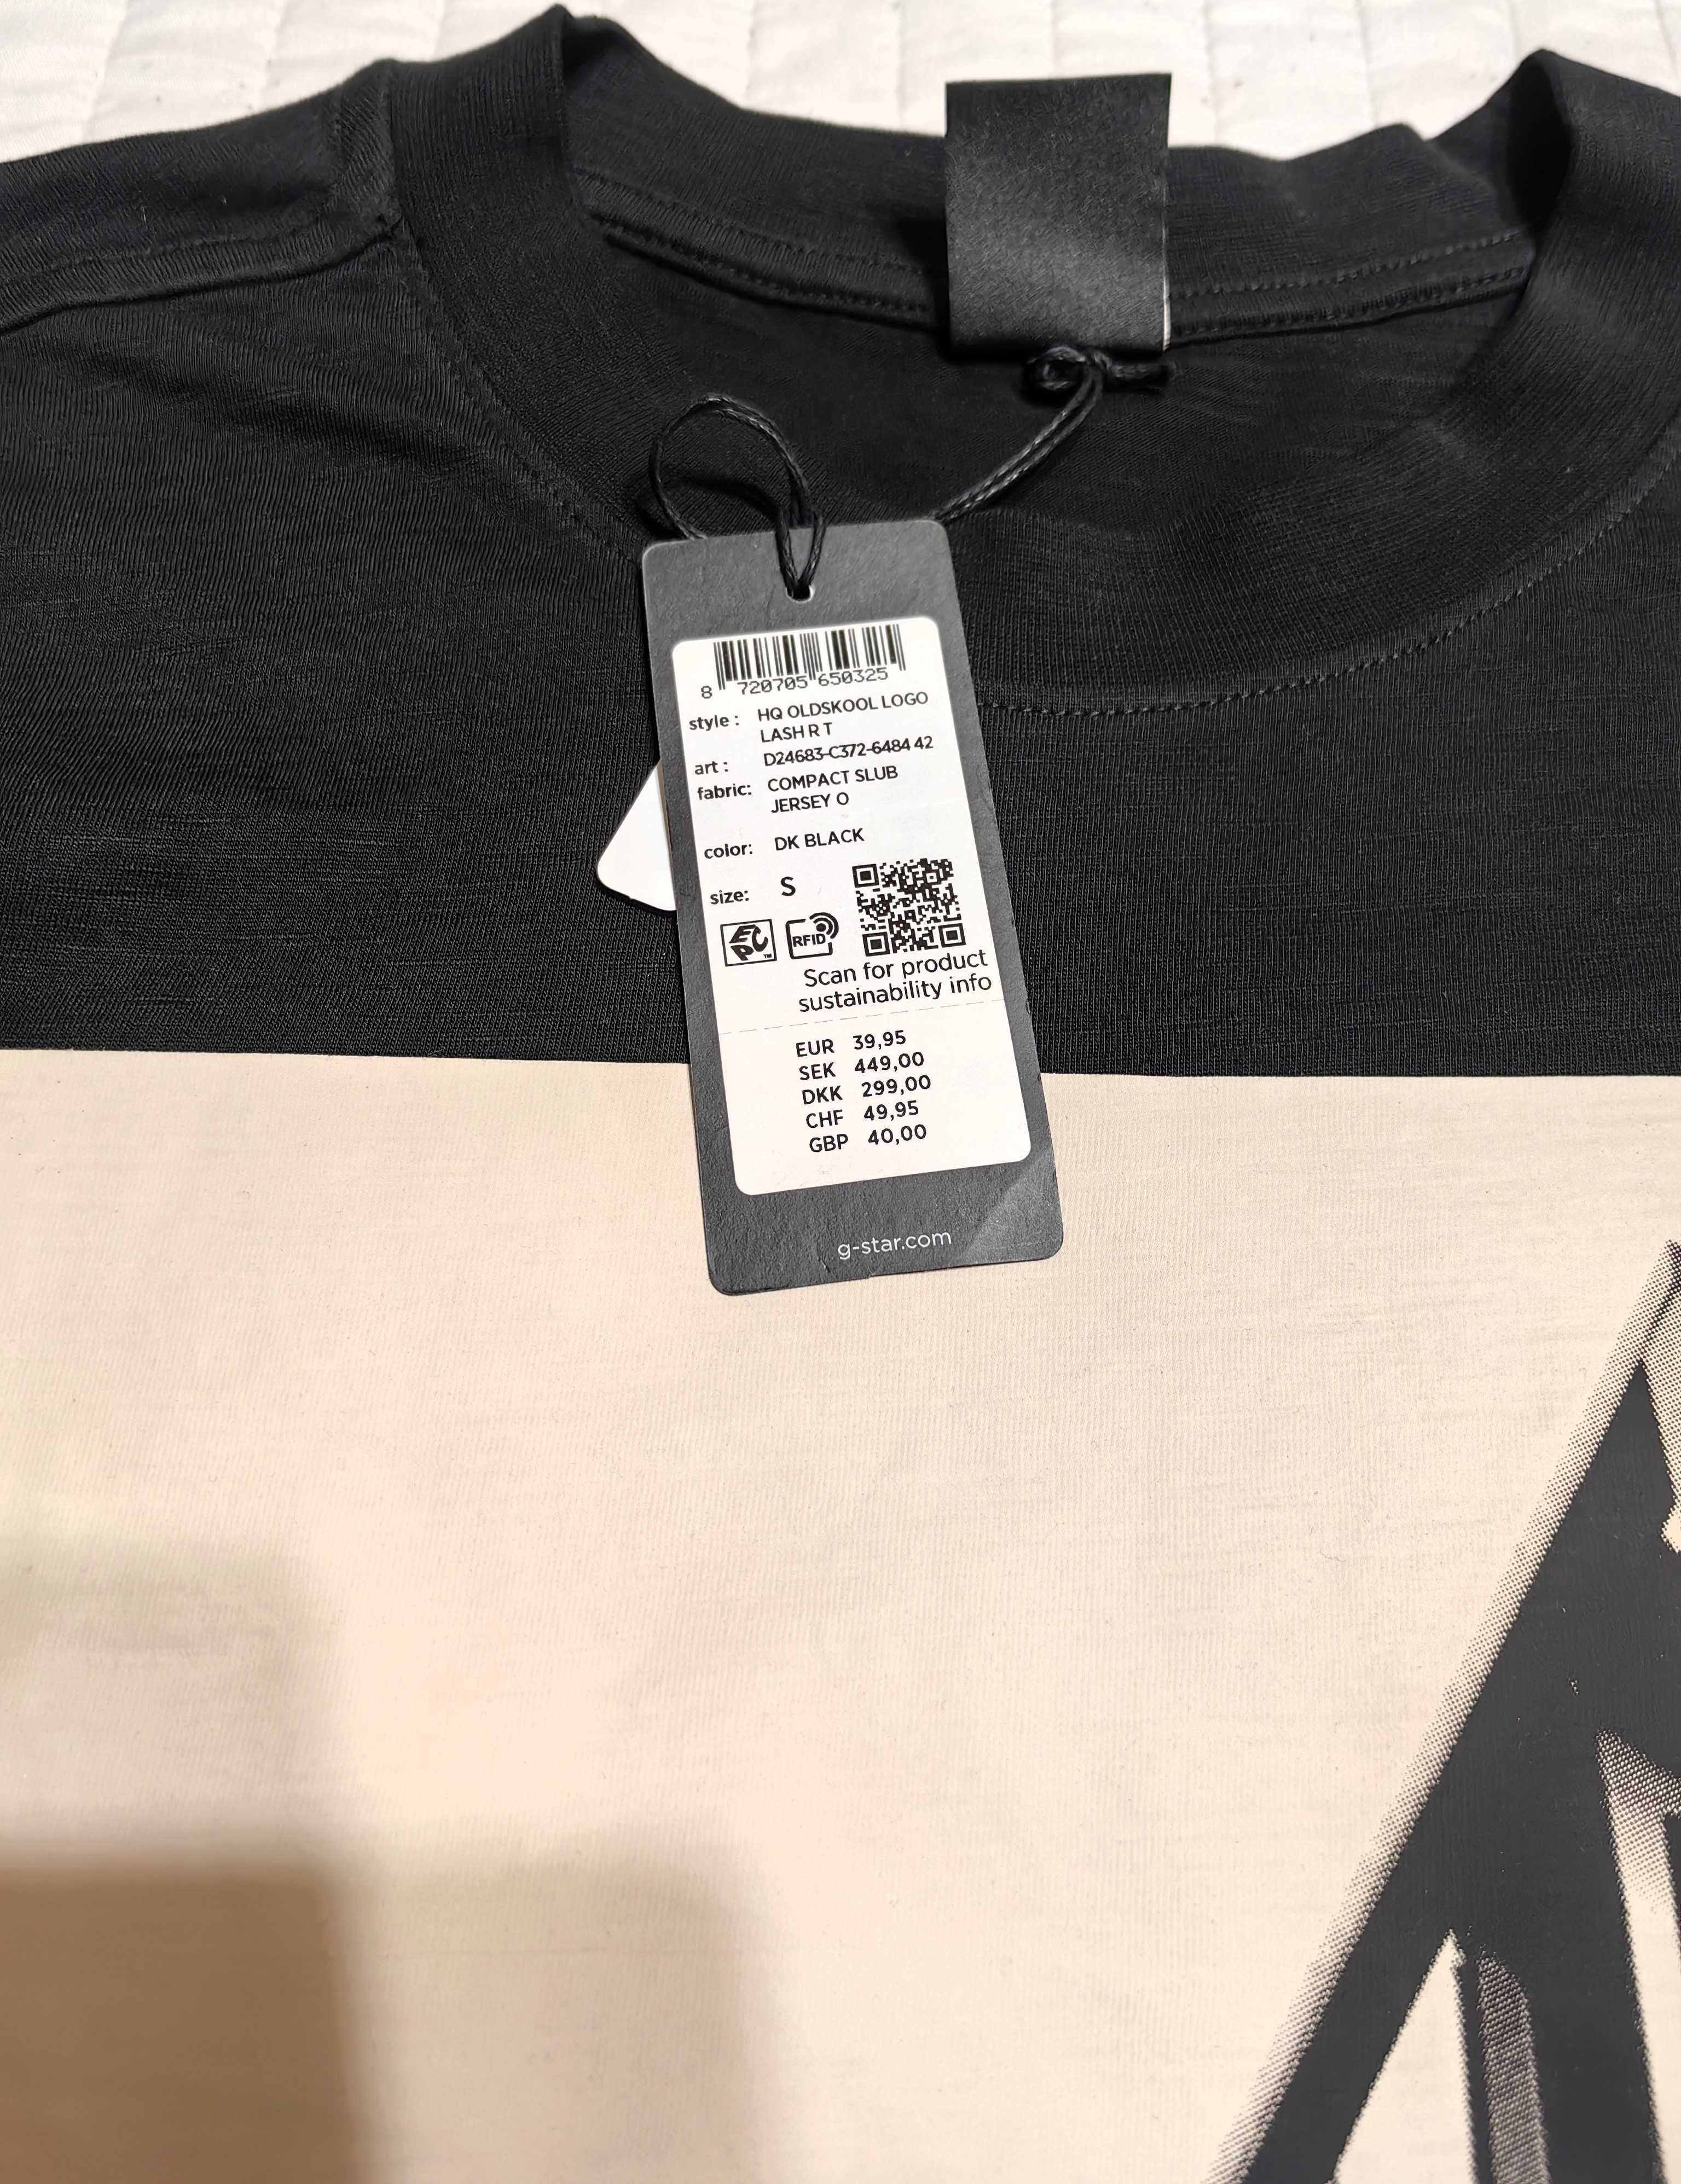 8 720705 650325
style : HQ OLDSKOOL LOGO
LASH R T
art : D24683-C372-6484 42
fabric: COMPACT SLUB
JERSEY O
color: DK BLACK
size: S
EPC™ RFID
Scan for product
sustainability info
EUR 39,95
SEK 449,00
DKK 299,00
CHF 49,95
GBP 40,00
g-star.com